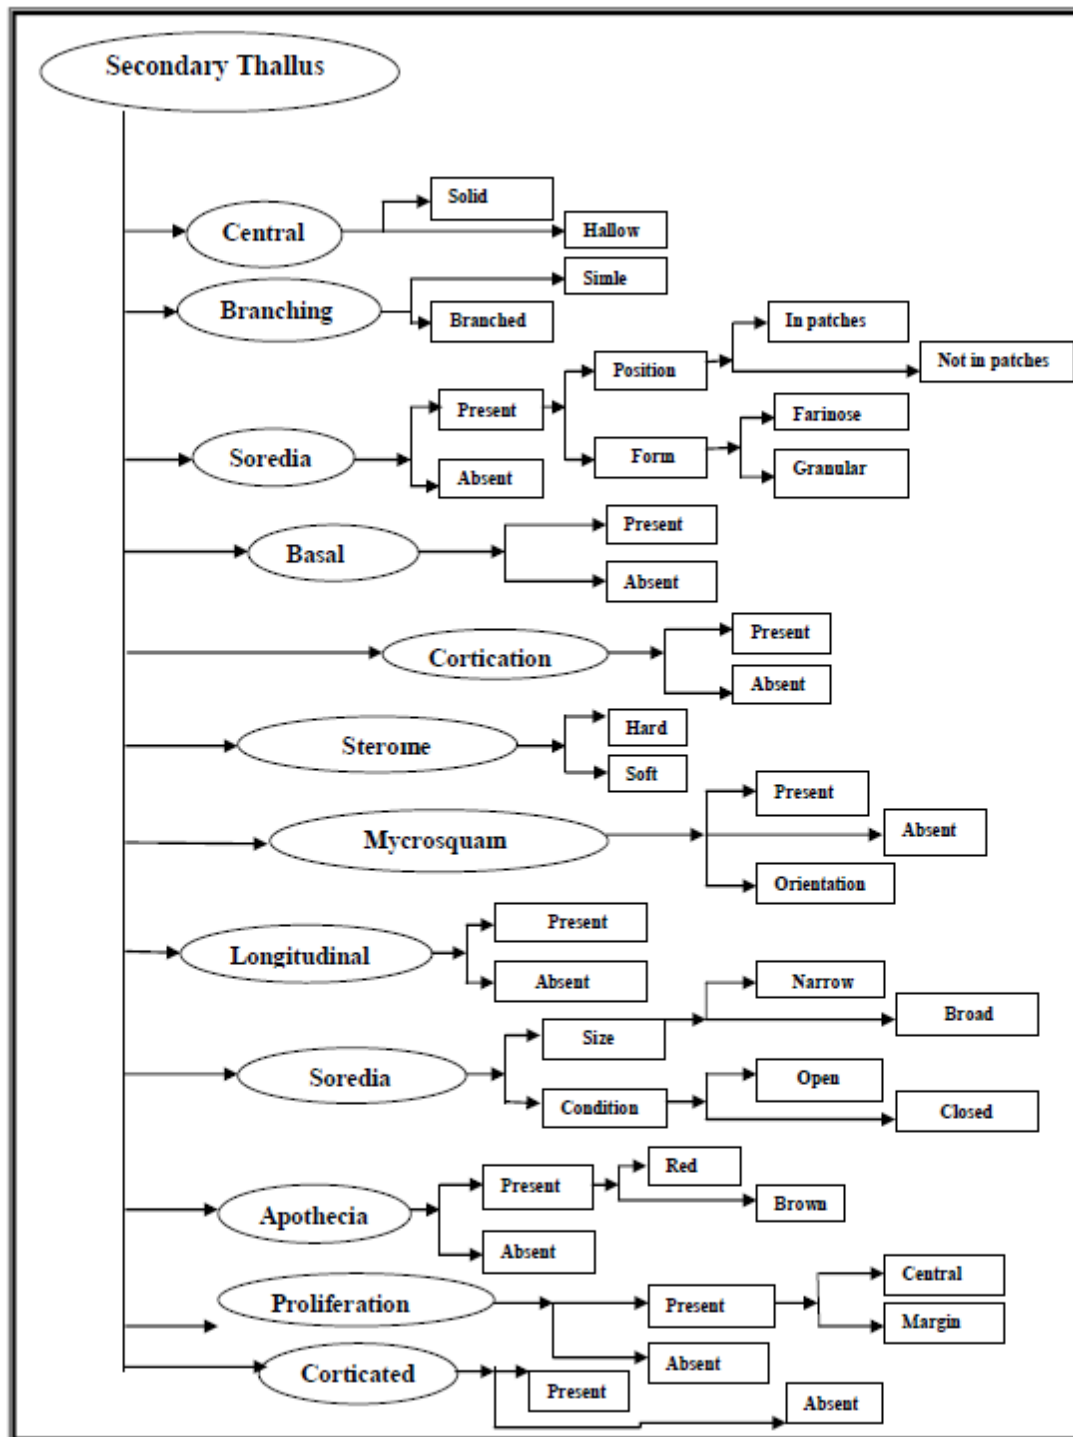 Secondary Thallus
Solid
Central
Hallow
Simle
Branching
Branched
In patches
Position
Not in patches
Present
Farinose
Soredia
Form
Granular
Absent
Present
Basal
Absent
Present
Cortication
Absent
Hard
Sterome
Soft
Present
Mycrosquam
Absent
Orientation
Present
Longitudinal
Absent
Narrow
Size
Broad
Soredia
Open
Condition
Closed
Red
Present
Brown
Apothecia
Absent
Central
Proliferation
Present
Margin
Absent
Corticated
Present
Absent